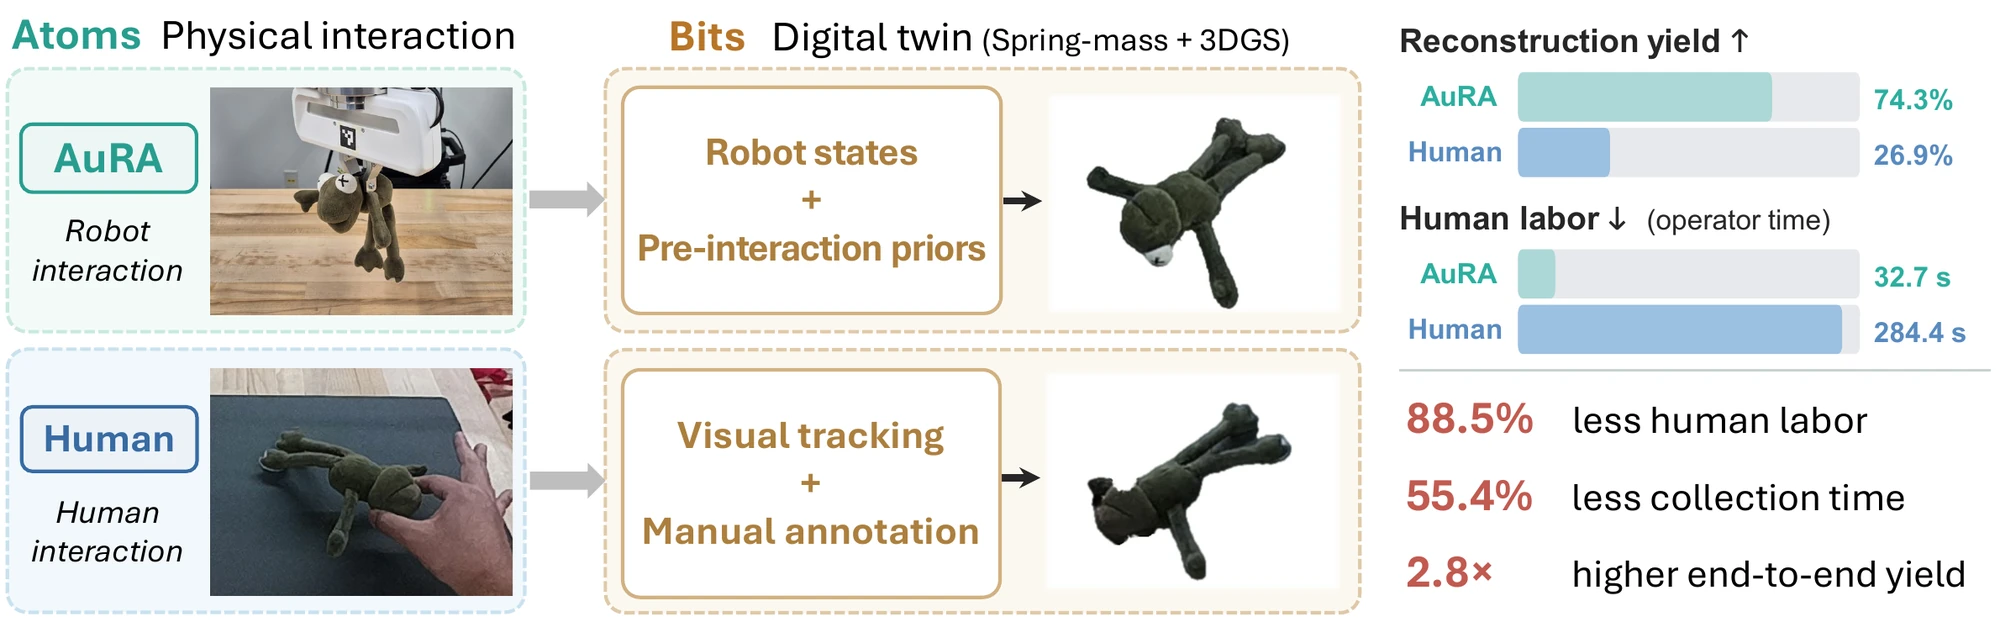 Atoms Physical interaction
AuRA
Robot
interaction
Human
Human
interaction
Bits Digital twin (Spring-mass + 3DGS)
Robot states
+
Pre-interaction priors
Visual tracking
+
Manual annotation
Reconstruction yield ↑
AuRA 74.3%
Human 26.9%
Human labor ↓ (operator time)
AuRA 32.7 s
Human 284.4 s
88.5% less human labor
55.4% less collection time
2.8× higher end-to-end yield